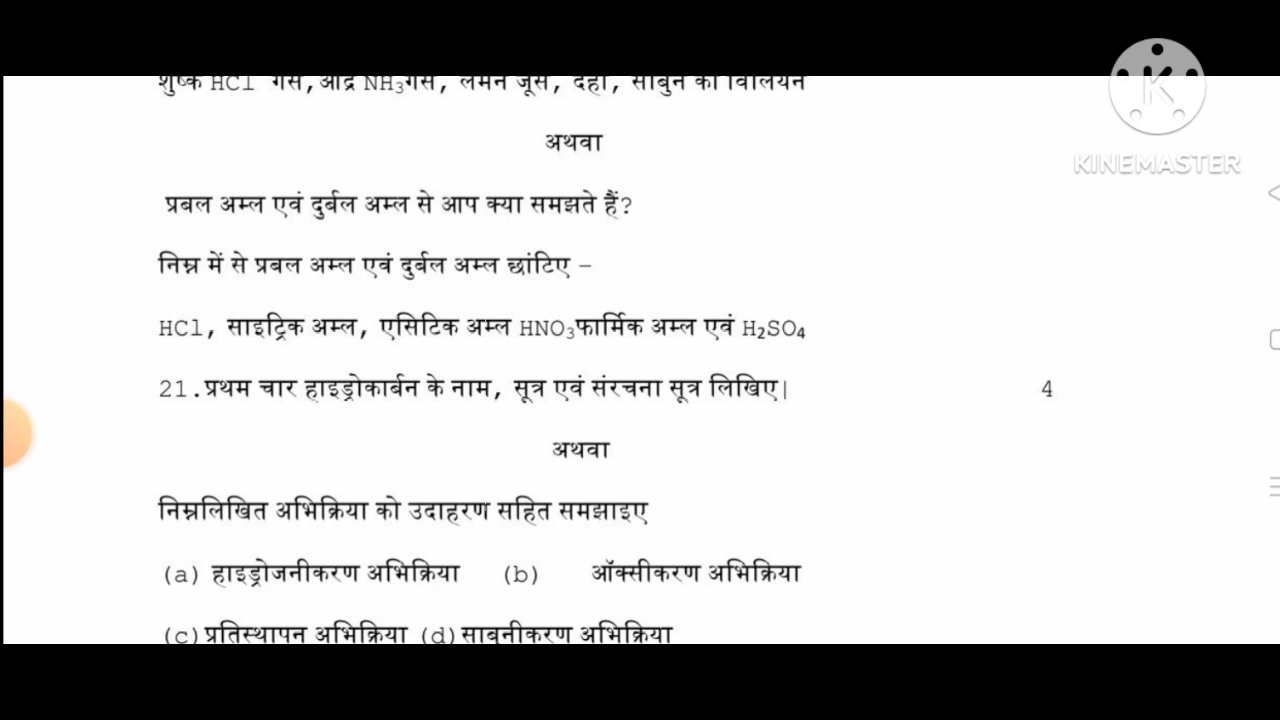 शुष्क HCl गैस,आर्द्र NH₃गैस, लेमन जूस, दही, साबुन का विलियन
KINEMASTER
अथवा
प्रबल अम्ल एवं दुर्बल अम्ल से आप क्या समझते हैं?
निम्न में से प्रबल अम्ल एवं दुर्बल अम्ल छांटिए –
HCl, साइट्रिक अम्ल, एसिटिक अम्ल HNO₃फार्मिक अम्ल एवं H₂SO₄
21.प्रथम चार हाइड्रोकार्बन के नाम, सूत्र एवं संरचना सूत्र लिखिए| 4
अथवा
निम्नलिखित अभिक्रिया को उदाहरण सहित समझाइए
(a) हाइड्रोजनीकरण अभिक्रिया (b) ऑक्सीकरण अभिक्रिया
(c)प्रतिस्थापन अभिक्रिया (d)साबुनीकरण अभिक्रिया